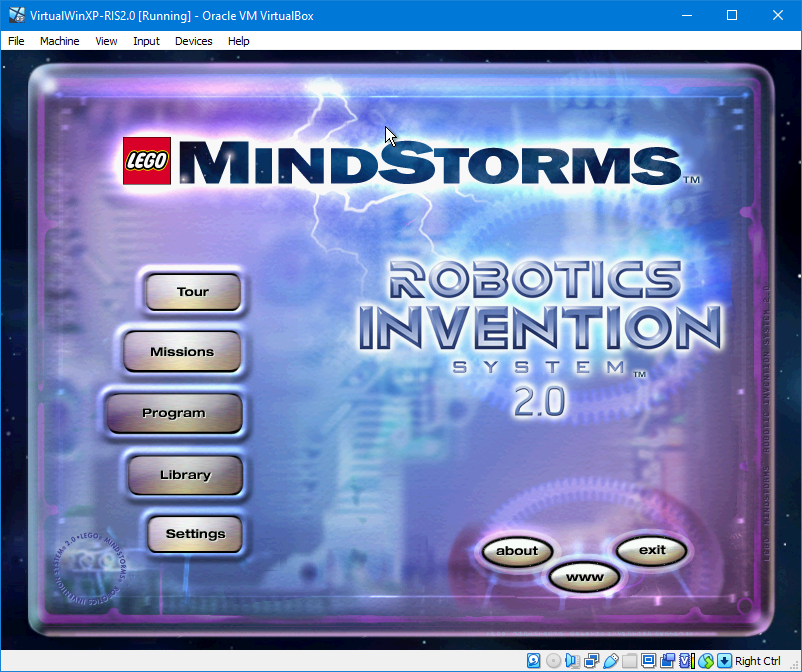 VirtualWinXP-RIS2.0 [Running] - Oracle VM VirtualBox
File Machine View Input Devices Help
LEGO MINDSTORMS™
ROBOTICS
INVENTION
SYSTEM™
2.0
Tour
Missions
Program
Library
Settings
about
exit
www
Right Ctrl